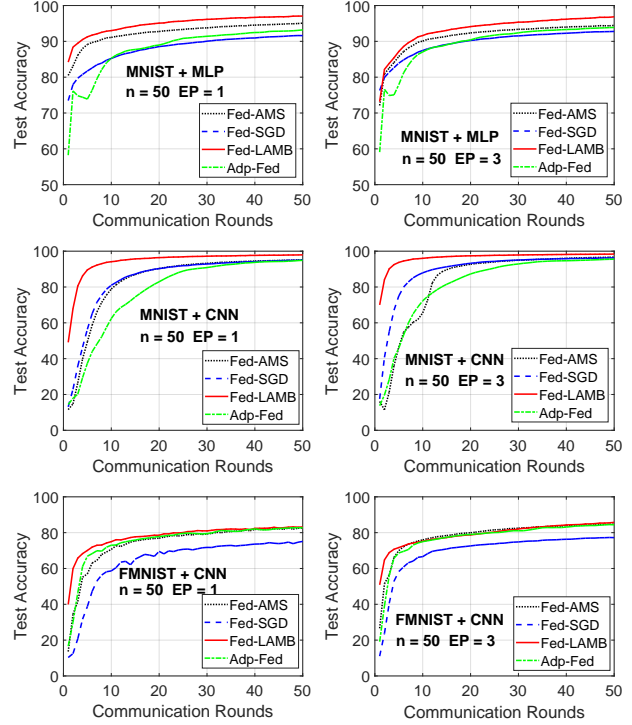 100
90
80
70
60
50
Test Accuracy
MNIST + MLP
n = 50 EP = 1
Fed-AMS
Fed-SGD
Fed-LAMB
Adp-Fed
0 10 20 30 40 50
Communication Rounds
100
90
80
70
60
50
Test Accuracy
MNIST + MLP
n = 50 EP = 3
Fed-AMS
Fed-SGD
Fed-LAMB
Adp-Fed
0 10 20 30 40 50
Communication Rounds
100
80
60
40
20
0
Test Accuracy
MNIST + CNN
n = 50 EP = 1
Fed-AMS
Fed-SGD
Fed-LAMB
Adp-Fed
0 10 20 30 40 50
Communication Rounds
100
80
60
40
20
0
Test Accuracy
MNIST + CNN
n = 50 EP = 3
Fed-AMS
Fed-SGD
Fed-LAMB
Adp-Fed
0 10 20 30 40 50
Communication Rounds
100
80
60
40
20
0
Test Accuracy
FMNIST + CNN
n = 50 EP = 1
Fed-AMS
Fed-SGD
Fed-LAMB
Adp-Fed
0 10 20 30 40 50
Communication Rounds
100
80
60
40
20
0
Test Accuracy
FMNIST + CNN
n = 50 EP = 3
Fed-AMS
Fed-SGD
Fed-LAMB
Adp-Fed
0 10 20 30 40 50
Communication Rounds